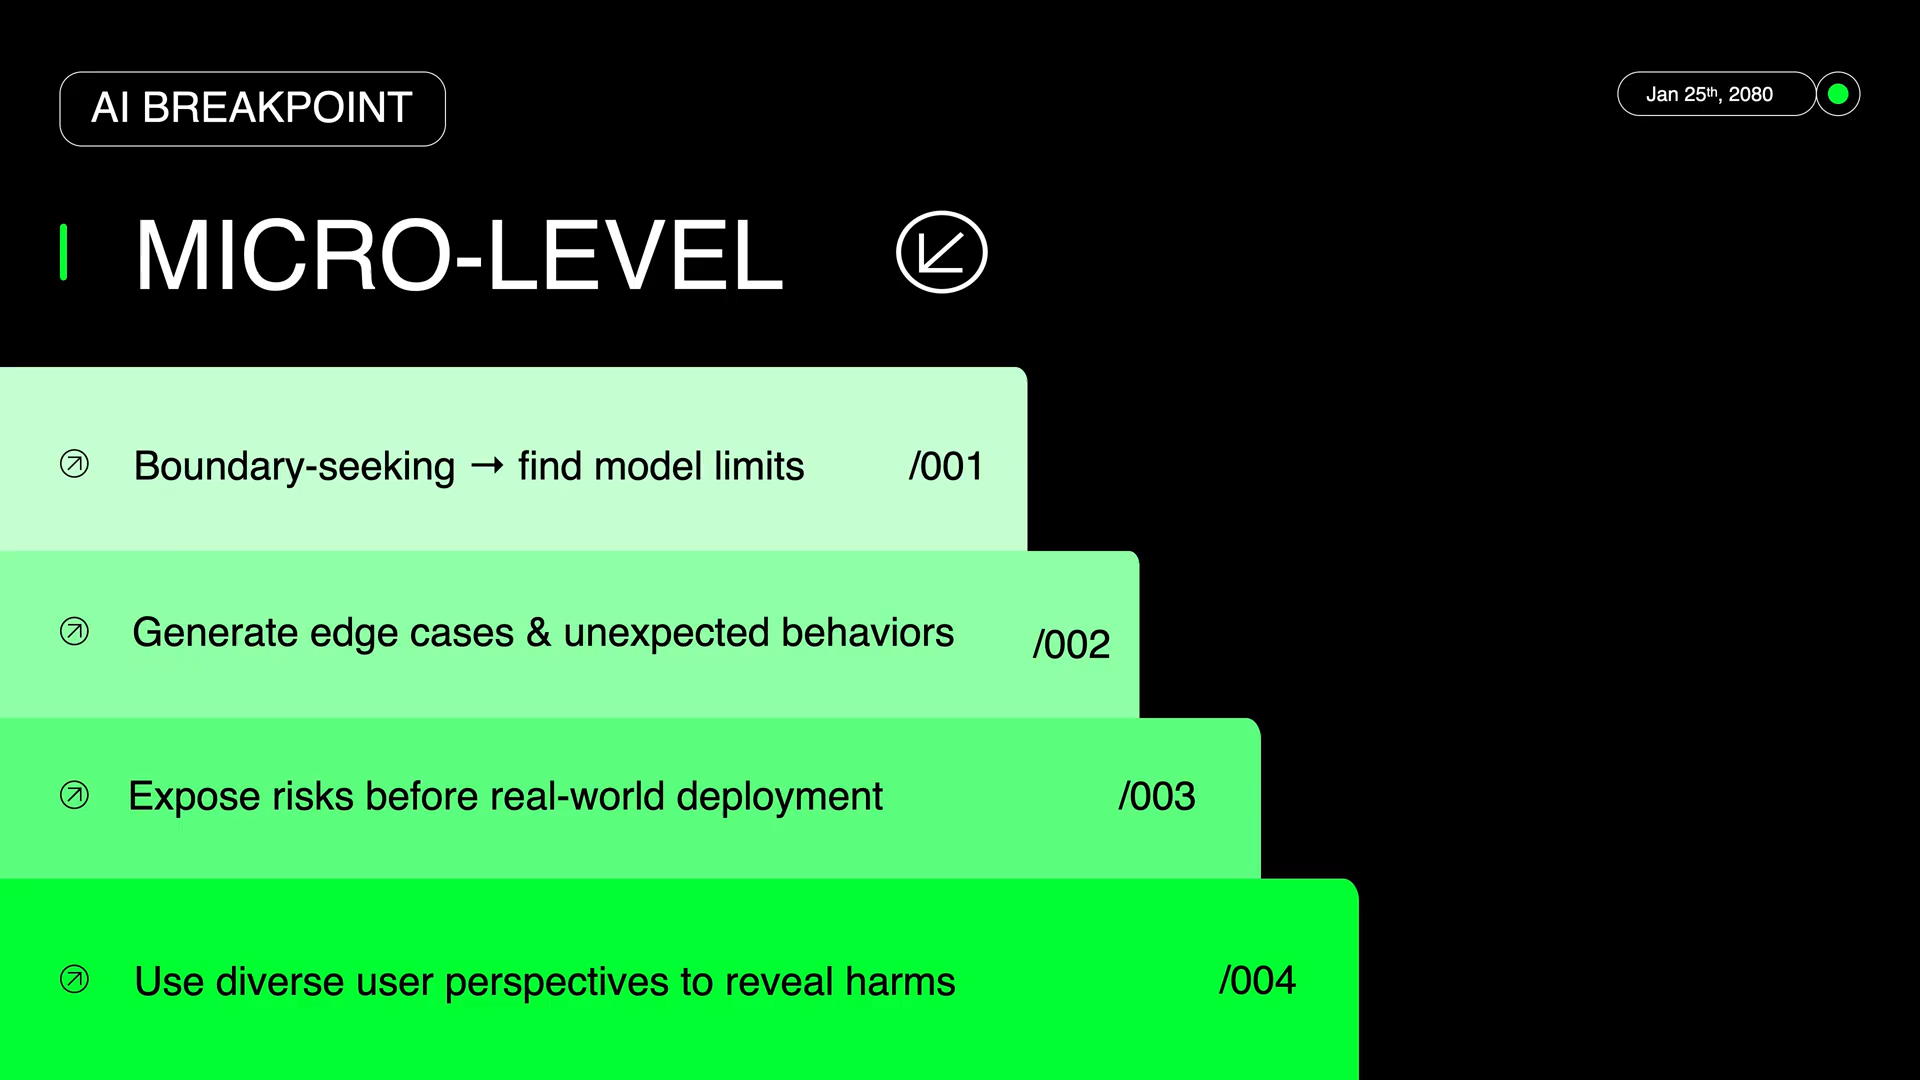 AI BREAKPOINT
Jan 25th, 2080
MICRO-LEVEL
Boundary-seeking → find model limits /001
Generate edge cases & unexpected behaviors /002
Expose risks before real-world deployment /003
Use diverse user perspectives to reveal harms /004